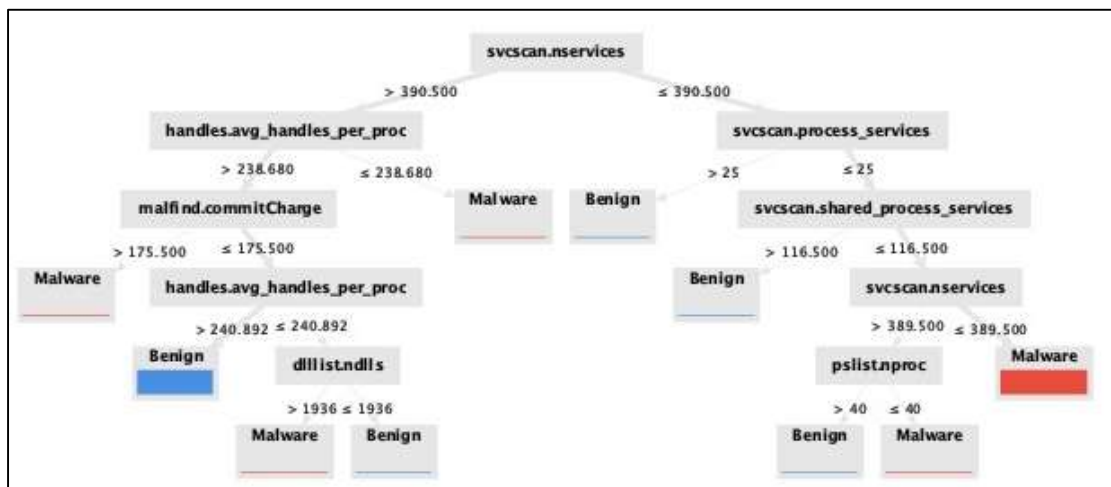 svcscan.nservices
> 390.500 ≤ 390.500
handles.avg_handles_per_proc svcscan.process_services
> 238.680 ≤ 238.680 > 25 ≤ 25
malfind.commitCharge Malware Benign svcscan.shared_process_services
> 175.500 ≤ 175.500 > 116.500 ≤ 116.500
Malware handles.avg_handles_per_proc Benign svcscan.nservices
> 240.892 ≤ 240.892 > 389.500 ≤ 389.500
Benign dlllist.ndlls pslist.nproc Malware
> 1936 ≤ 1936 > 40 ≤ 40
Malware Benign Benign Malware